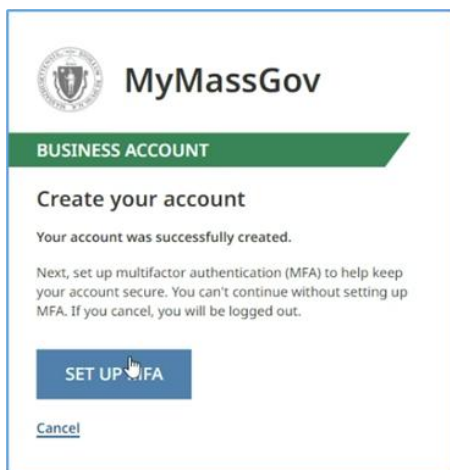 MyMassGov
BUSINESS ACCOUNT
Create your account
Your account was successfully created.
Next, set up multifactor authentication (MFA) to help keep
your account secure. You can't continue without setting up
MFA. If you cancel, you will be logged out.
SET UP MFA
Cancel